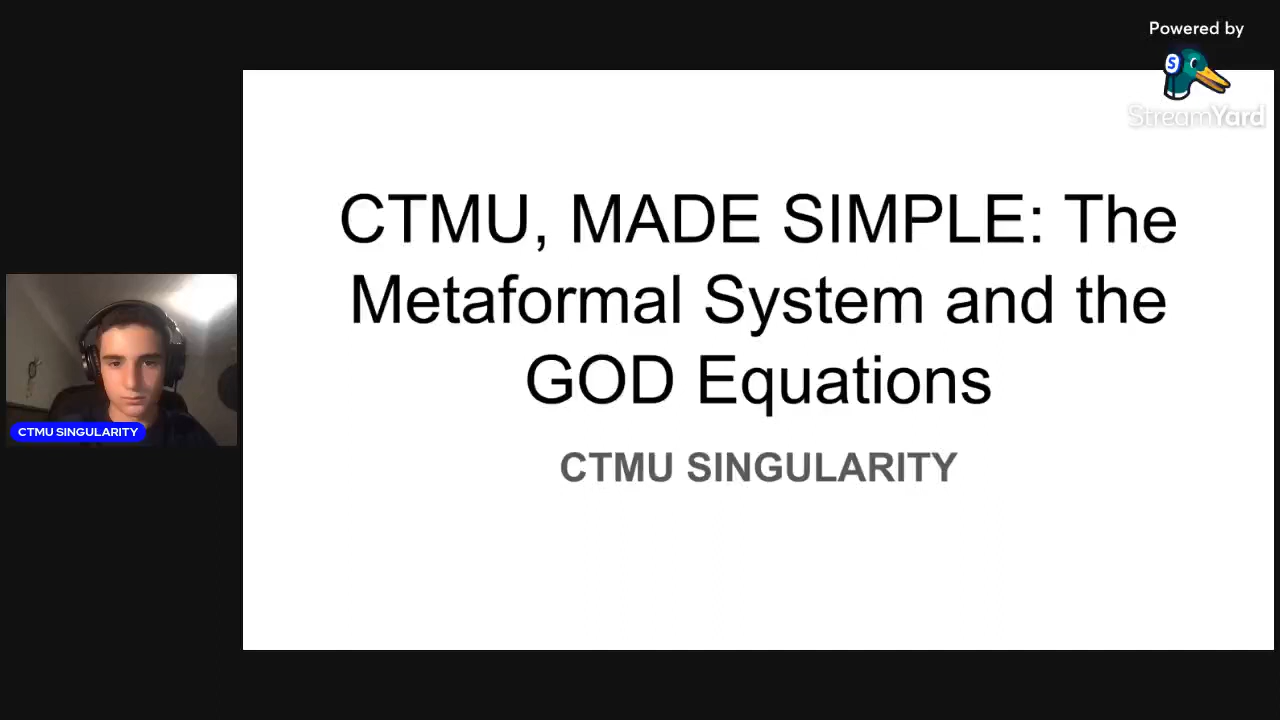 Powered by
S
StreamYard
CTMU, MADE SIMPLE: The
Metaformal System and the
GOD Equations
CTMU SINGULARITY
CTMU SINGULARITY